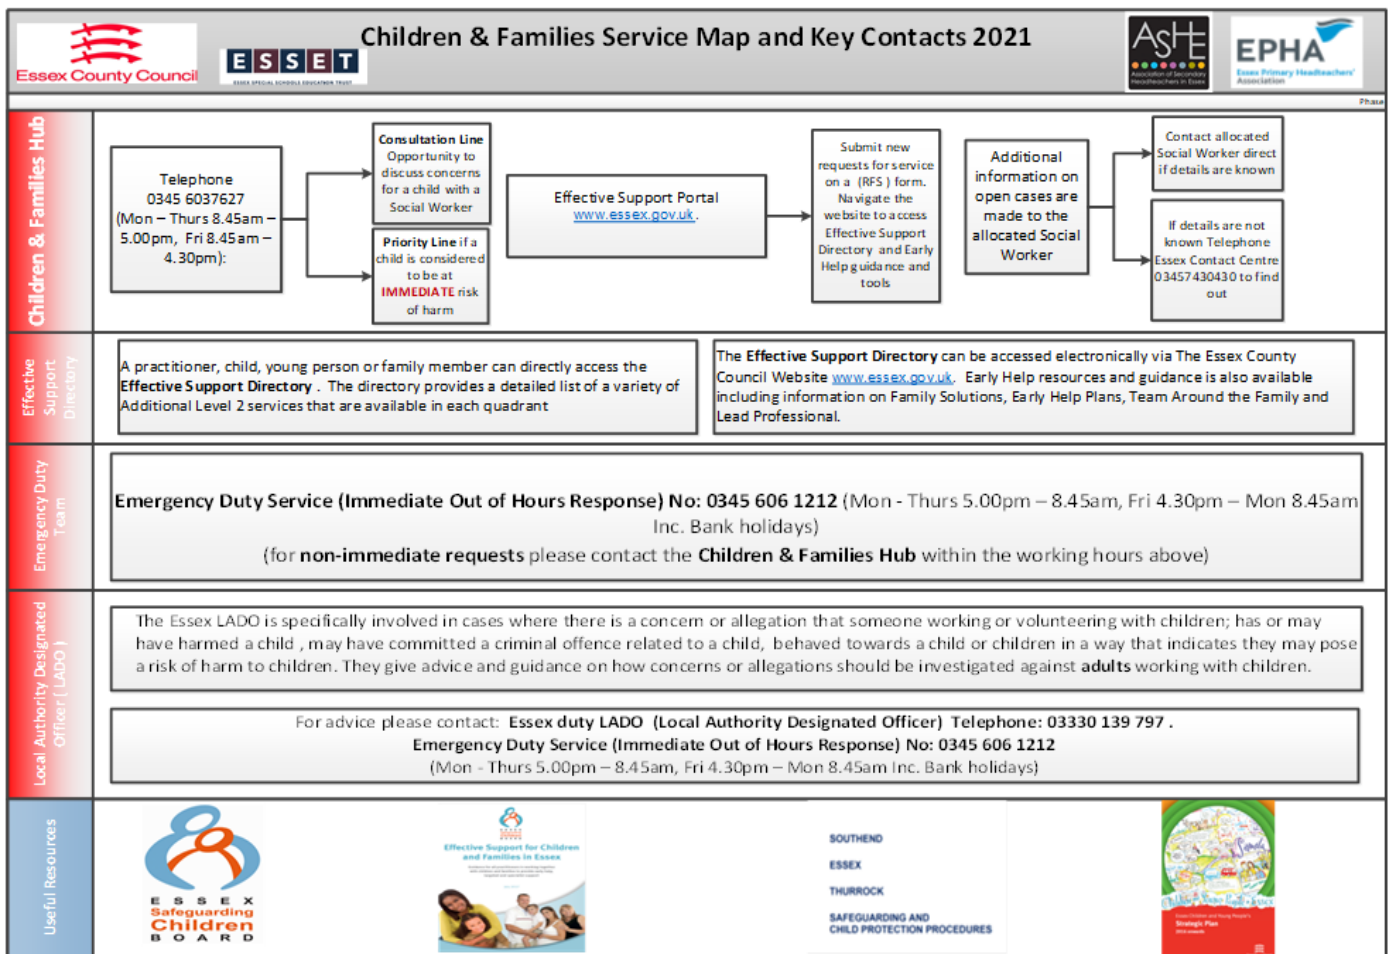 Children & Families Service Map and Key Contacts 2021
Essex County Council
ESSET
ESSEX SPECIAL SCHOOLS EDUCATION TRUST
ASHE
Association of Secondary
Headteachers in Essex
EPHA
Essex Primary Headteachers'
Association
Phase
Children & Families Hub
Telephone
0345 6037627
(Mon – Thurs 8.45am –
5.00pm, Fri 8.45am –
4.30pm):
Consultation Line
Opportunity to
discuss concerns
for a child with a
Social Worker
Priority Line if a
child is considered
to be at
IMMEDIATE risk
of harm
Effective Support Portal
www.essex.gov.uk .
Submit new
requests for service
on a (RFS ) form.
Navigate the
website to access
Effective Support
Directory and Early
Help guidance and
tools
Additional
information on
open cases are
made to the
allocated Social
Worker
Contact allocated
Social Worker direct
if details are known
If details are not
known Telephone
Essex Contact Centre
03457430430 to find
out
Effective
Support
Directory
A practitioner, child, young person or family member can directly access the
Effective Support Directory . The directory provides a detailed list of a variety of
Additional Level 2 services that are available in each quadrant
The Effective Support Directory can be accessed electronically via The Essex County
Council Website www.essex.gov.uk. Early Help resources and guidance is also available
including information on Family Solutions, Early Help Plans, Team Around the Family and
Lead Professional.
Emergency Duty
Team
Emergency Duty Service (Immediate Out of Hours Response) No: 0345 606 1212 (Mon - Thurs 5.00pm – 8.45am, Fri 4.30pm – Mon 8.45am
Inc. Bank holidays)
(for non-immediate requests please contact the Children & Families Hub within the working hours above)
Local Authority Designated
Officer ( LADO )
The Essex LADO is specifically involved in cases where there is a concern or allegation that someone working or volunteering with children; has or may
have harmed a child , may have committed a criminal offence related to a child, behaved towards a child or children in a way that indicates they may pose
a risk of harm to children. They give advice and guidance on how concerns or allegations should be investigated against adults working with children.
For advice please contact: Essex duty LADO (Local Authority Designated Officer) Telephone: 03330 139 797 .
Emergency Duty Service (Immediate Out of Hours Response) No: 0345 606 1212
(Mon - Thurs 5.00pm – 8.45am, Fri 4.30pm – Mon 8.45am Inc. Bank holidays)
Useful Resources
ESSEX
Safeguarding
Children
BOARD
Effective Support for Children
and Families in Essex
SOUTHEND
ESSEX
THURROCK
SAFEGUARDING AND
CHILD PROTECTION PROCEDURES
Essex Children and Young People's
Strategic Plan